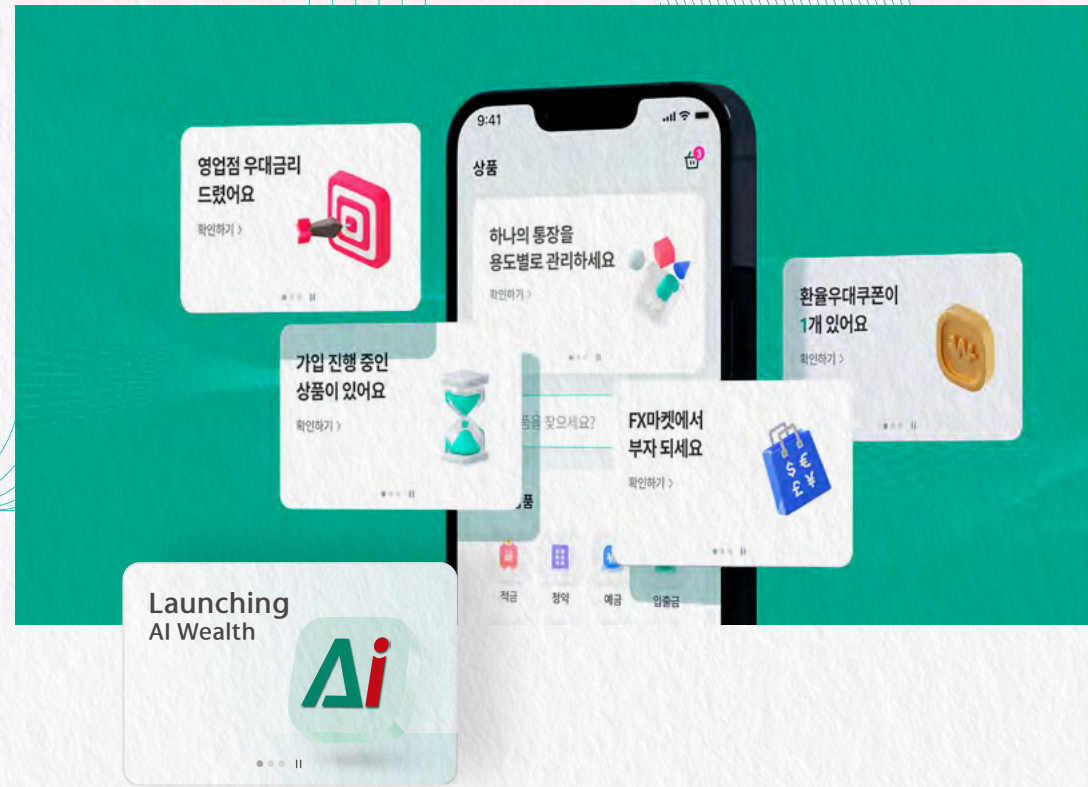 9:41
상품
3
영업점 우대금리
드렸어요
확인하기 >
하나의 통장을
용도별로 관리하세요
확인하기 >
환율우대쿠폰이
1개 있어요
확인하기 >
가입 진행 중인
상품이 있어요
확인하기 >
찾으세요?
FX마켓에서
부자 되세요
확인하기 >
적금
청약
예금
입출금
Launching
AI Wealth
Ai